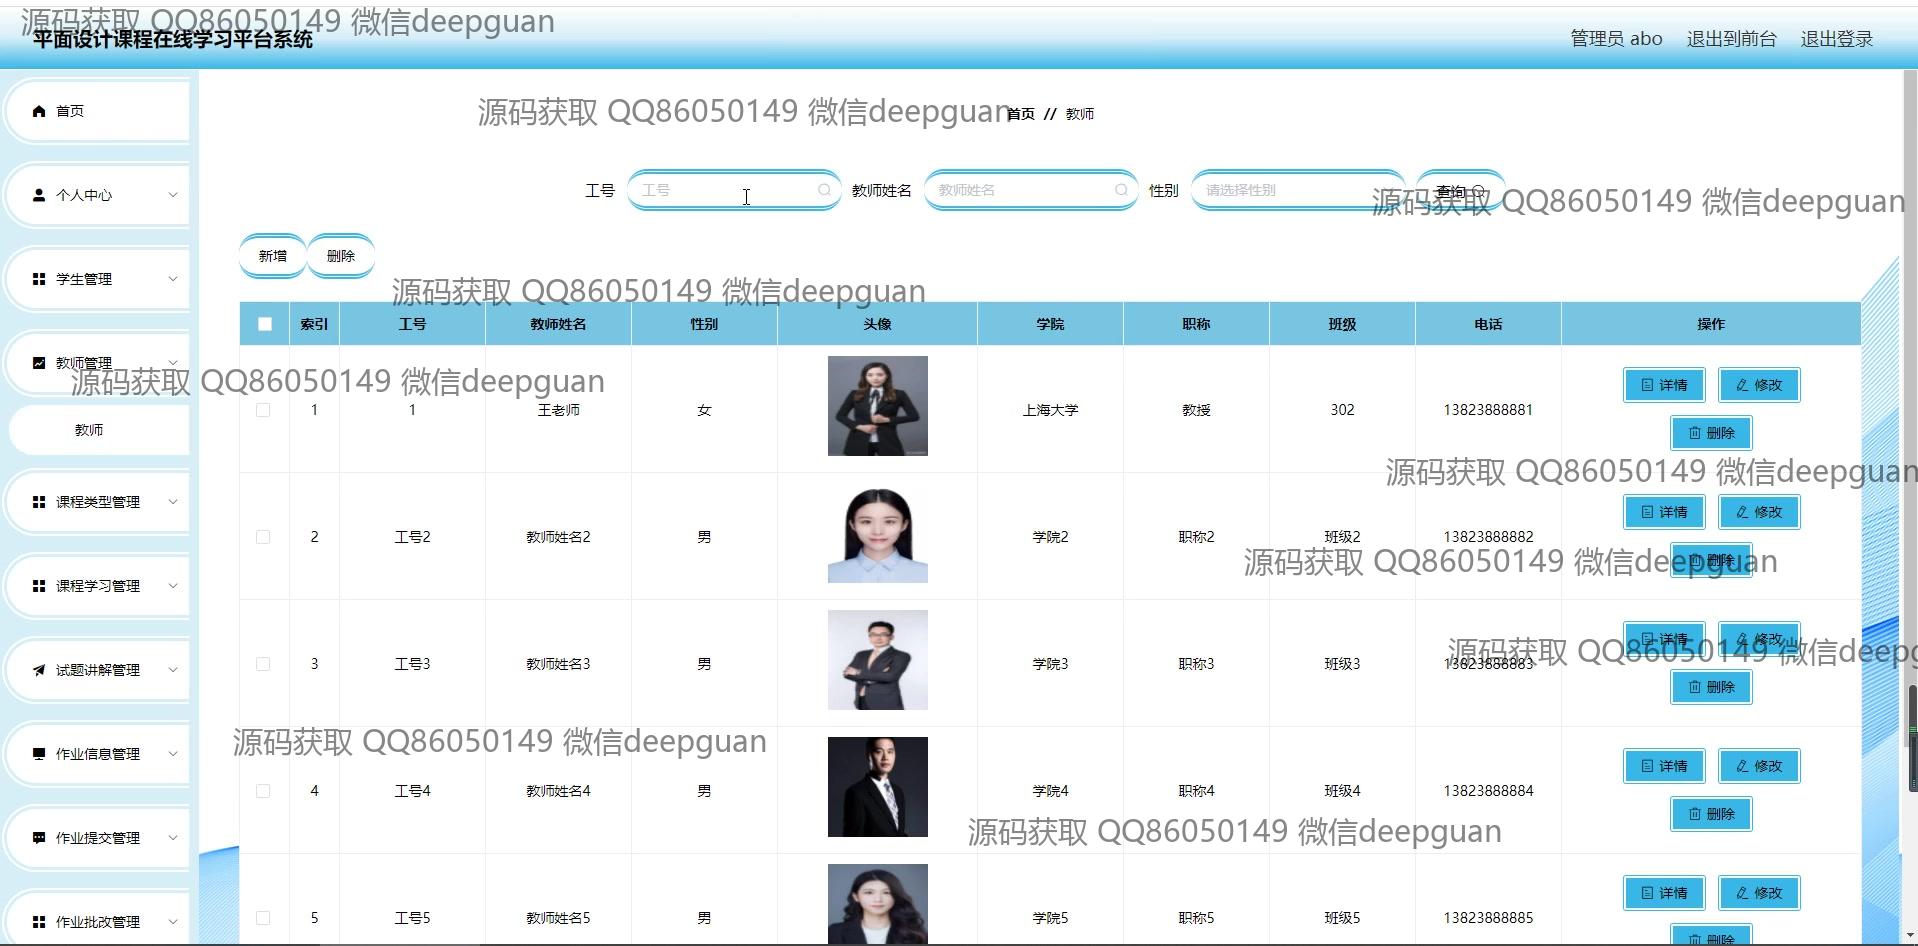 源码获取 QQ86050149 微信deepguan
平面设计课程在线学习平台系统
管理员 abo 退出到前台 退出登录
首页
个人中心
学生管理
教师管理
教师
课程类型管理
课程学习管理
试题讲解管理
作业信息管理
作业提交管理
作业批改管理
源码获取 QQ86050149 微信deepguan
首页 // 教师
工号 工号 教师姓名 教师姓名 性别 请选择性别 查询
源码获取 QQ86050149 微信deepguan
新增 删除
源码获取 QQ86050149 微信deepguan
索引 工号 教师姓名 性别 头像 学院 职称 班级 电话 操作
源码获取 QQ86050149 微信deepguan
1 1 王老师 女 上海大学 教授 302 13823888881 详情 修改 删除
源码获取 QQ86050149 微信deepguan
2 工号2 教师姓名2 男 学院2 职称2 班级2 13823888882 详情 修改 删除
源码获取 QQ86050149 微信deepguan
3 工号3 教师姓名3 男 学院3 职称3 班级3 13823888883 详情 修改 删除
源码获取 QQ86050149 微信deepg
源码获取 QQ86050149 微信deepguan
4 工号4 教师姓名4 男 学院4 职称4 班级4 13823888884 详情 修改 删除
源码获取 QQ86050149 微信deepguan
5 工号5 教师姓名5 男 学院5 职称5 班级5 13823888885 详情 修改 删除